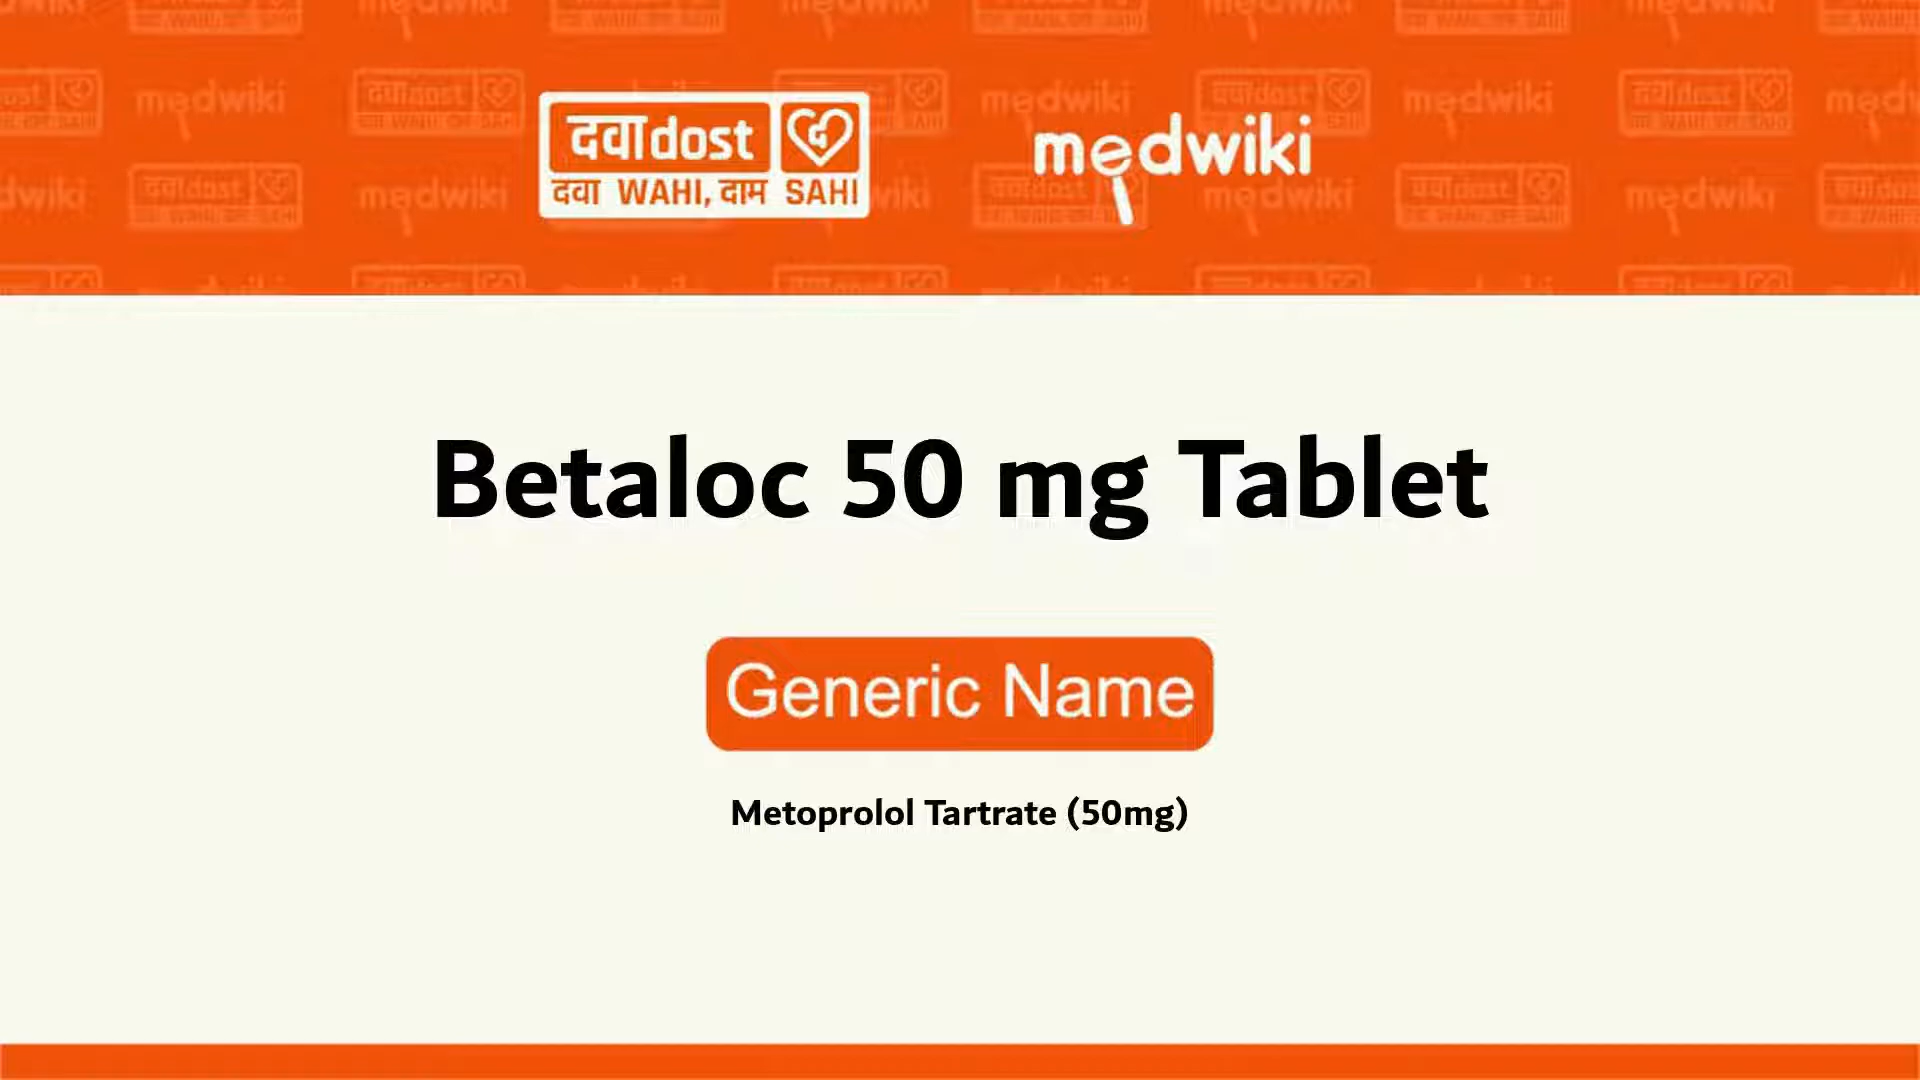 दवाdost
दवा WAHI, दाम SAHI
medwiki
Betaloc 50 mg Tablet
Generic Name
Metoprolol Tartrate (50mg)